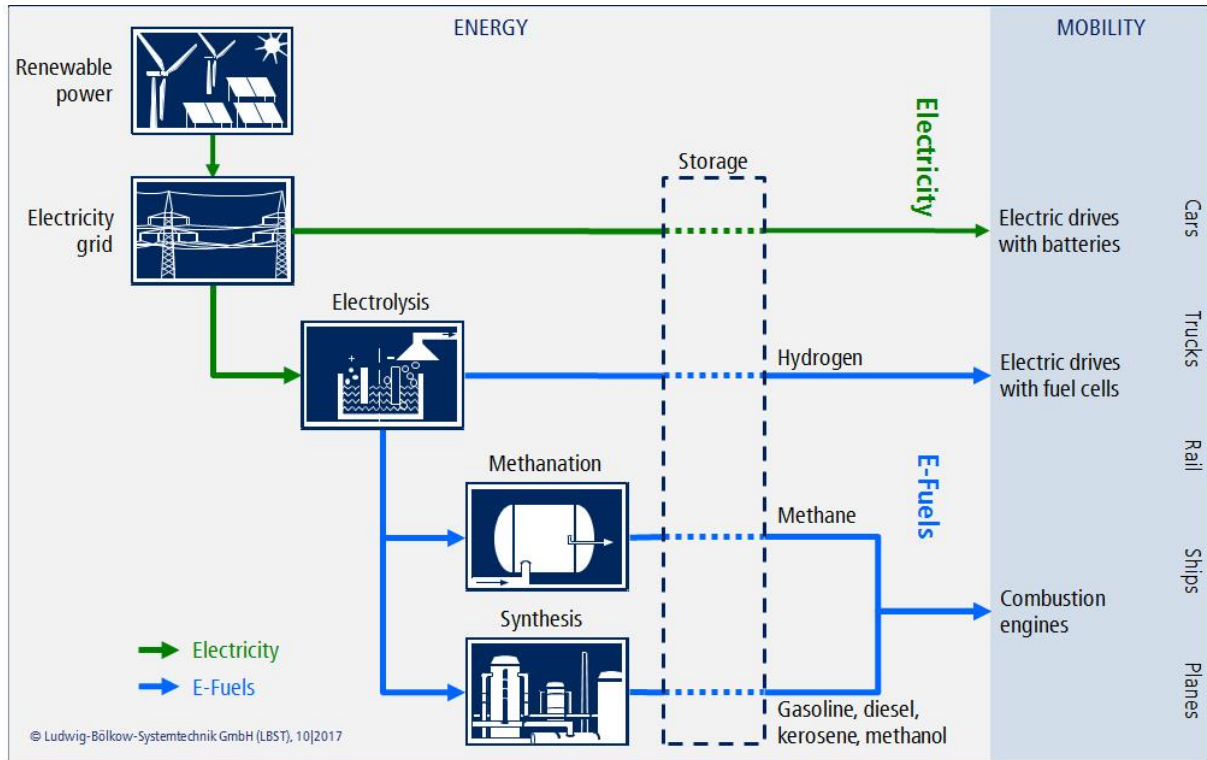 ENERGY
MOBILITY
Renewable
power
Electricity
Storage
Electricity
grid
Electric drives
with batteries
Cars
Electrolysis
Trucks
Hydrogen
Electric drives
with fuel cells
Rail
Methanation
E-Fuels
Methane
Ships
Synthesis
Combustion
engines
Electricity
E-Fuels
Planes
Gasoline, diesel,
kerosene, methanol
© Ludwig-Bölkow-Systemtechnik GmbH (LBST), 10|2017